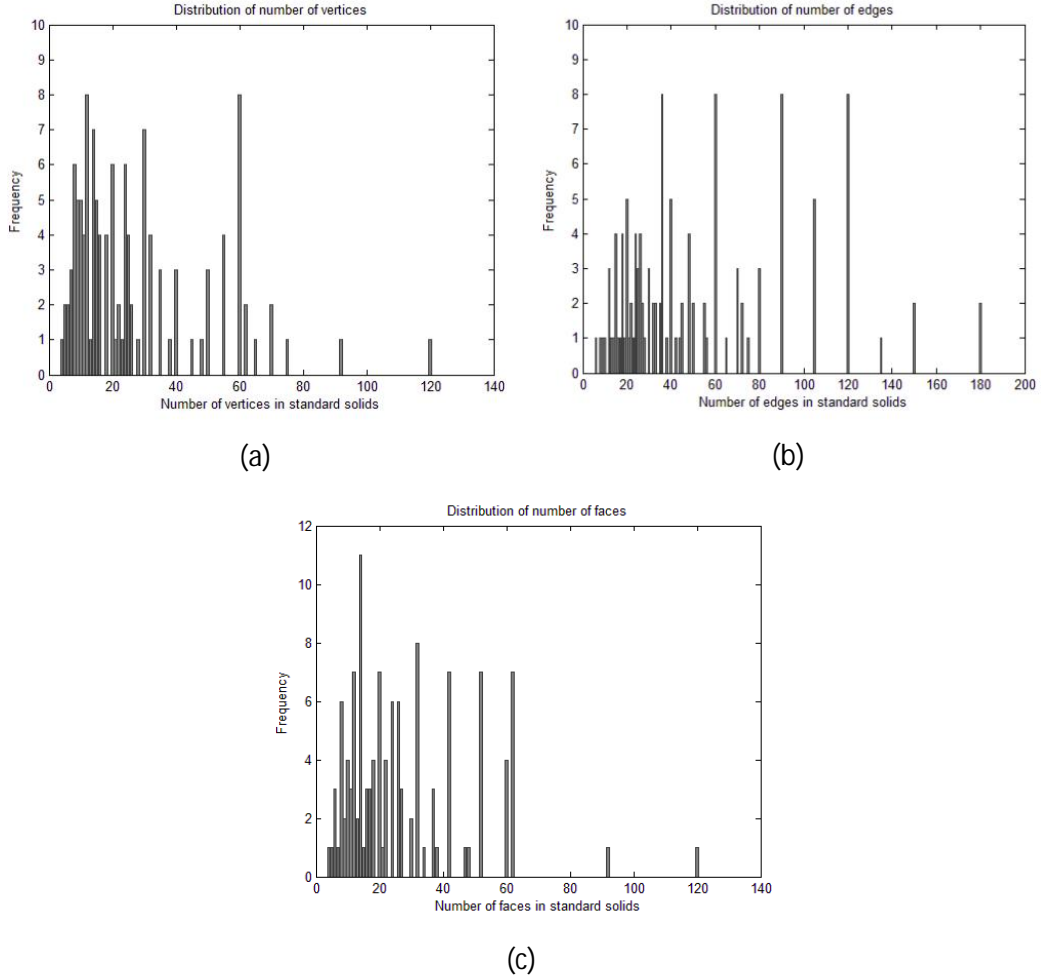 Distribution of number of vertices
10
9
8
7
6
5
4
3
2
1
0
Frequency
0 20 40 60 80 100 120 140
Number of vertices in standard solids
(a)
Distribution of number of edges
10
9
8
7
6
5
4
3
2
1
0
Frequency
0 20 40 60 80 100 120 140 160 180 200
Number of edges in standard solids
(b)
Distribution of number of faces
12
10
8
6
4
2
0
Frequency
0 20 40 60 80 100 120 140
Number of faces in standard solids
(c)